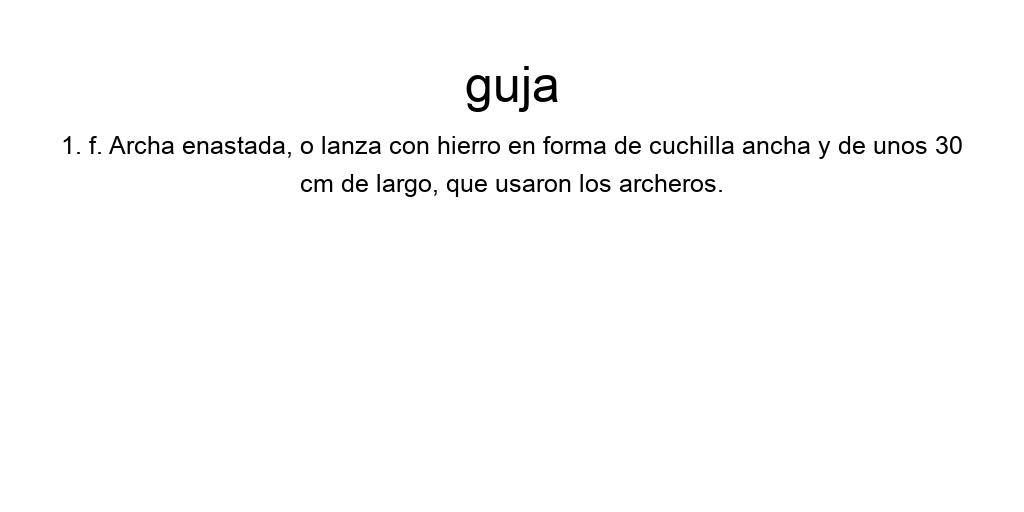 guja
1. f. Archa enastada, o lanza con hierro en forma de cuchilla ancha y de unos 30
cm de largo, que usaron los archeros.